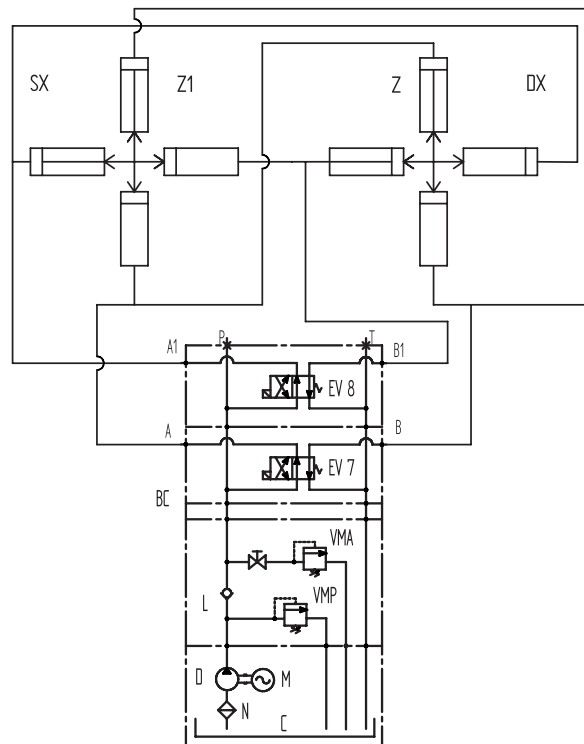 SX Z1 Z DX
P T
A1 B1
EV 8
A B
EV 7
BC
VMA
L VMP
D M
N C